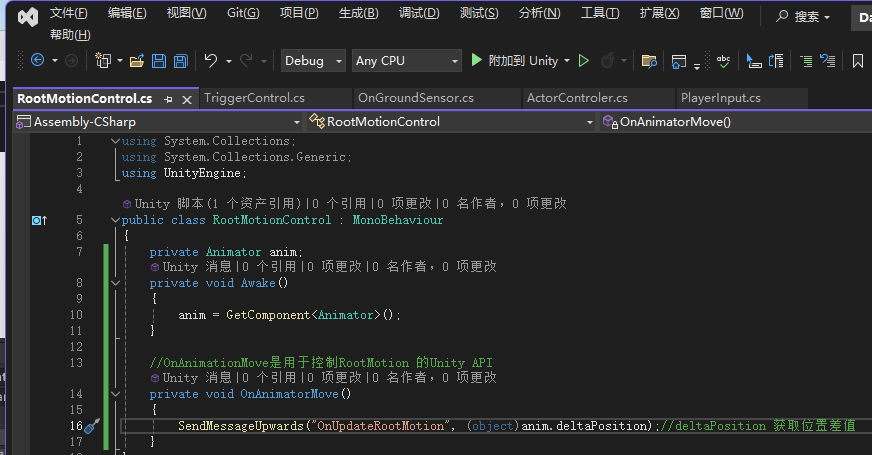 文件(F) 编辑(E) 视图(V) Git(G) 项目(P) 生成(B) 调试(D) 测试(S) 分析(N) 工具(T) 扩展(X) 窗口(W) 搜索 Da
帮助(H)
Debug Any CPU 附加到 Unity abc
RootMotionControl.cs TriggerControl.cs OnGroundSensor.cs ActorControler.cs PlayerInput.cs
Assembly-CSharp RootMotionControl OnAnimatorMove()
1 using System.Collections;
2 using System.Collections.Generic;
3 using UnityEngine;
4
Unity 脚本(1 个资产引用)|0 个引用|0 项更改|0 名作者，0 项更改
5 public class RootMotionControl : MonoBehaviour
6 {
7 private Animator anim;
Unity 消息|0 个引用|0 项更改|0 名作者，0 项更改
8 private void Awake()
9 {
10 anim = GetComponent<Animator>();
11 }
12
13 //OnAnimationMove是用于控制RootMotion 的Unity API
Unity 消息|0 个引用|0 项更改|0 名作者，0 项更改
14 private void OnAnimatorMove()
15 {
16 SendMessageUpwards("OnUpdateRootMotion", (object)anim.deltaPosition);//deltaPosition 获取位置差值
17 }